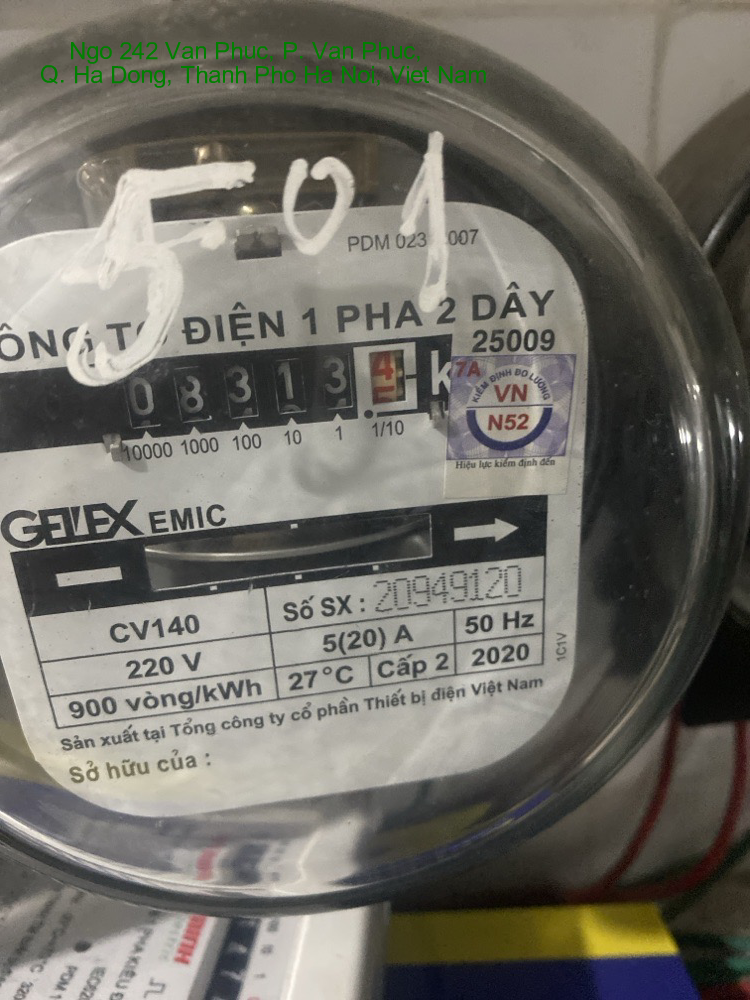 Ngo 242 Van Phuc, P. Van Phuc,
Q. Ha Dong, Thanh Pho Ha Noi, Viet Nam
5.01
PDM 023 007
ÔNG TƠ ĐIỆN 1 PHA 2 DÂY
25009
0 8 3 1 3 4 k
10000 1000 100 10 1 1/10
7A
KIỂM ĐỊNH ĐO LƯỜNG
VN
N52
Hiệu lực kiểm định đến
GELEX EMIC
CV140
Số SX : 20949120
220 V
5(20) A
50 Hz
900 vòng/kWh
27°C
Cấp 2
2020
1C1V
Sản xuất tại Tổng công ty cổ phần Thiết bị điện Việt Nam
Sở hữu của :